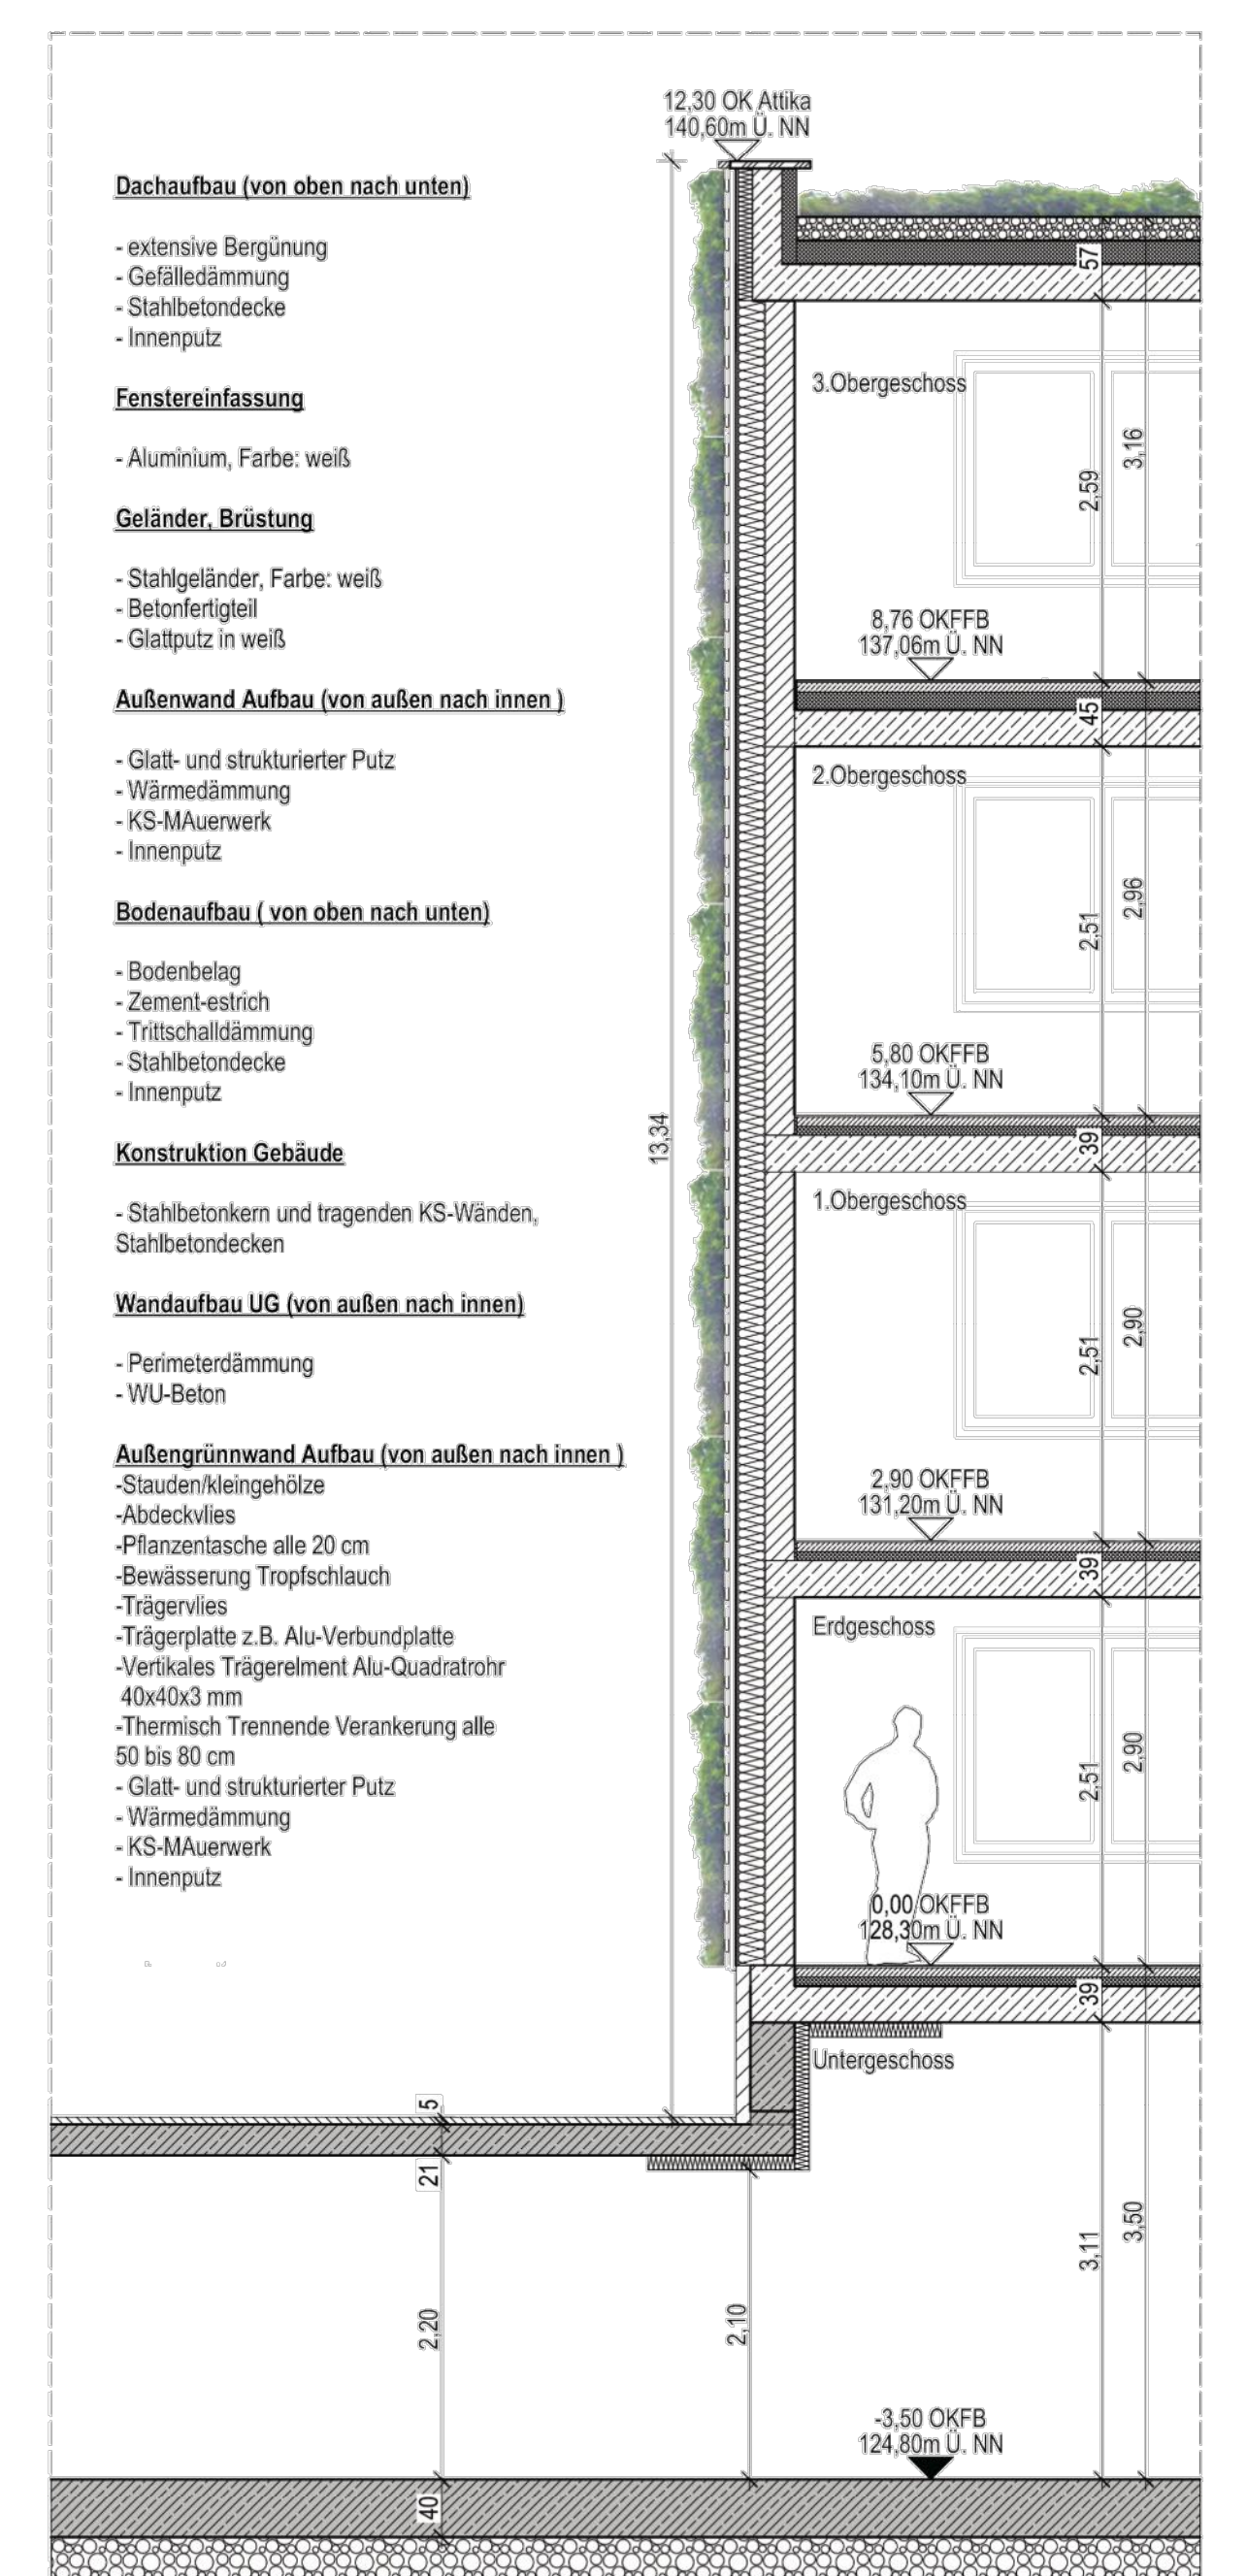 12,30 OK Attika
140,60m Ü. NN
Dachaufbau (von oben nach unten)
- extensive Bergünung
- Gefälledämmung
- Stahlbetondecke
- Innenputz
Fenstereinfassung
- Aluminium, Farbe: weiß
Geländer, Brüstung
- Stahlgeländer, Farbe: weiß
- Betonfertigteil
- Glattputz in weiß
Außenwand Aufbau (von außen nach innen )
- Glatt- und strukturierter Putz
- Wärmedämmung
- KS-MAuerwerk
- Innenputz
Bodenaufbau ( von oben nach unten)
- Bodenbelag
- Zement-estrich
- Trittschalldämmung
- Stahlbetondecke
- Innenputz
Konstruktion Gebäude
- Stahlbetonkern und tragenden KS-Wänden,
Stahlbetondecken
Wandaufbau UG (von außen nach innen)
- Perimeterdämmung
- WU-Beton
Außengrünnwand Aufbau (von außen nach innen )
-Stauden/kleingehölze
-Abdeckvlies
-Pflanzentasche alle 20 cm
-Bewässerung Tropfschlauch
-Trägervlies
-Trägerplatte z.B. Alu-Verbundplatte
-Vertikales Trägerelment Alu-Quadratrohr
40x40x3 mm
-Thermisch Trennende Verankerung alle
50 bis 80 cm
- Glatt- und strukturierter Putz
- Wärmedämmung
- KS-MAuerwerk
- Innenputz
13,34
57
3.Obergeschoss
2,59
3,16
8,76 OKFFB
137,06m Ü. NN
45
2.Obergeschoss
2,51
2,96
5,80 OKFFB
134,10m Ü. NN
39
1.Obergeschoss
2,51
2,90
2,90 OKFFB
131,20m Ü. NN
39
Erdgeschoss
2,51
2,90
0,00 OKFFB
128,30m Ü. NN
39
Untergeschoss
5
21
2,20
2,10
3,11
3,50
-3,50 OKFB
124,80m Ü. NN
40